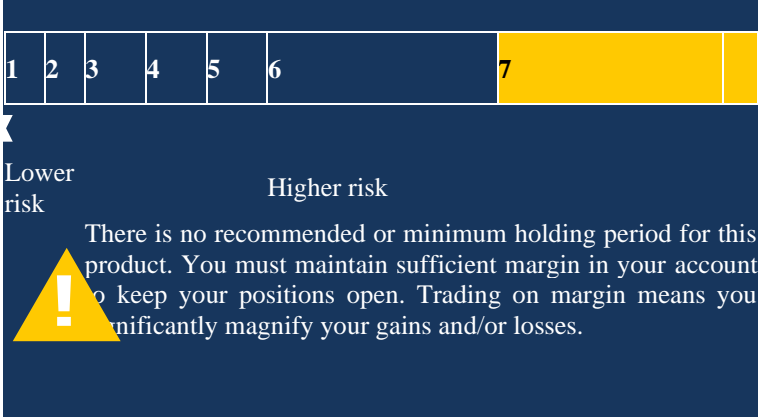 1 2 3 4 5 6 7
Lower
risk
Higher risk
There is no recommended or minimum holding period for this
product. You must maintain sufficient margin in your account
keep your positions open. Trading on margin means you
magnify your gains and/or losses.
!